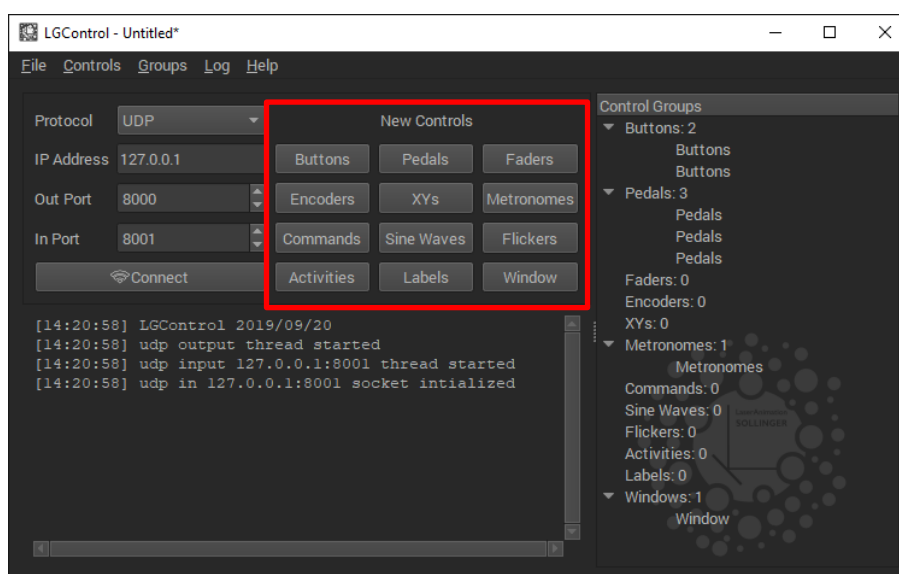 LGControl - Untitled*
File Controls Groups Log Help
Protocol UDP
IP Address 127.0.0.1
Out Port 8000
In Port 8001
Connect
New Controls
Buttons Pedals Faders
Encoders XYs Metronomes
Commands Sine Waves Flickers
Activities Labels Window
[14:20:58] LGControl 2019/09/20
[14:20:58] udp output thread started
[14:20:58] udp input 127.0.0.1:8001 thread started
[14:20:58] udp in 127.0.0.1:8001 socket intialized
Control Groups
Buttons: 2
Buttons
Buttons
Pedals: 3
Pedals
Pedals
Pedals
Faders: 0
Encoders: 0
XYs: 0
Metronomes: 1
Metronomes
Commands: 0
Sine Waves: 0
Flickers: 0
Activities: 0
Labels: 0
Windows: 1
Window
SOLLINGER